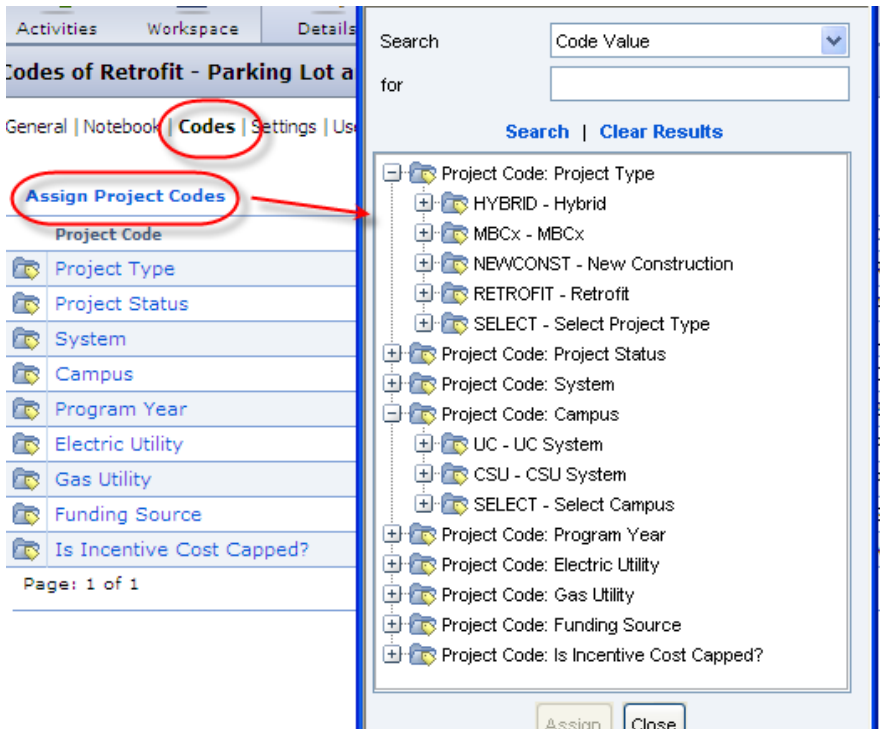 Activities Workspace Details
Codes of Retrofit - Parking Lot a
General | Notebook | Codes | Settings | Us
Assign Project Codes
Project Code
Project Type
Project Status
System
Campus
Program Year
Electric Utility
Gas Utility
Funding Source
Is Incentive Cost Capped?
Page: 1 of 1
Search Code Value
for
Search | Clear Results
Project Code: Project Type
HYBRID - Hybrid
MBCx - MBCx
NEWCONST - New Construction
RETROFIT - Retrofit
SELECT - Select Project Type
Project Code: Project Status
Project Code: System
Project Code: Campus
UC - UC System
CSU - CSU System
SELECT - Select Campus
Project Code: Program Year
Project Code: Electric Utility
Project Code: Gas Utility
Project Code: Funding Source
Project Code: Is Incentive Cost Capped?
Assign Close